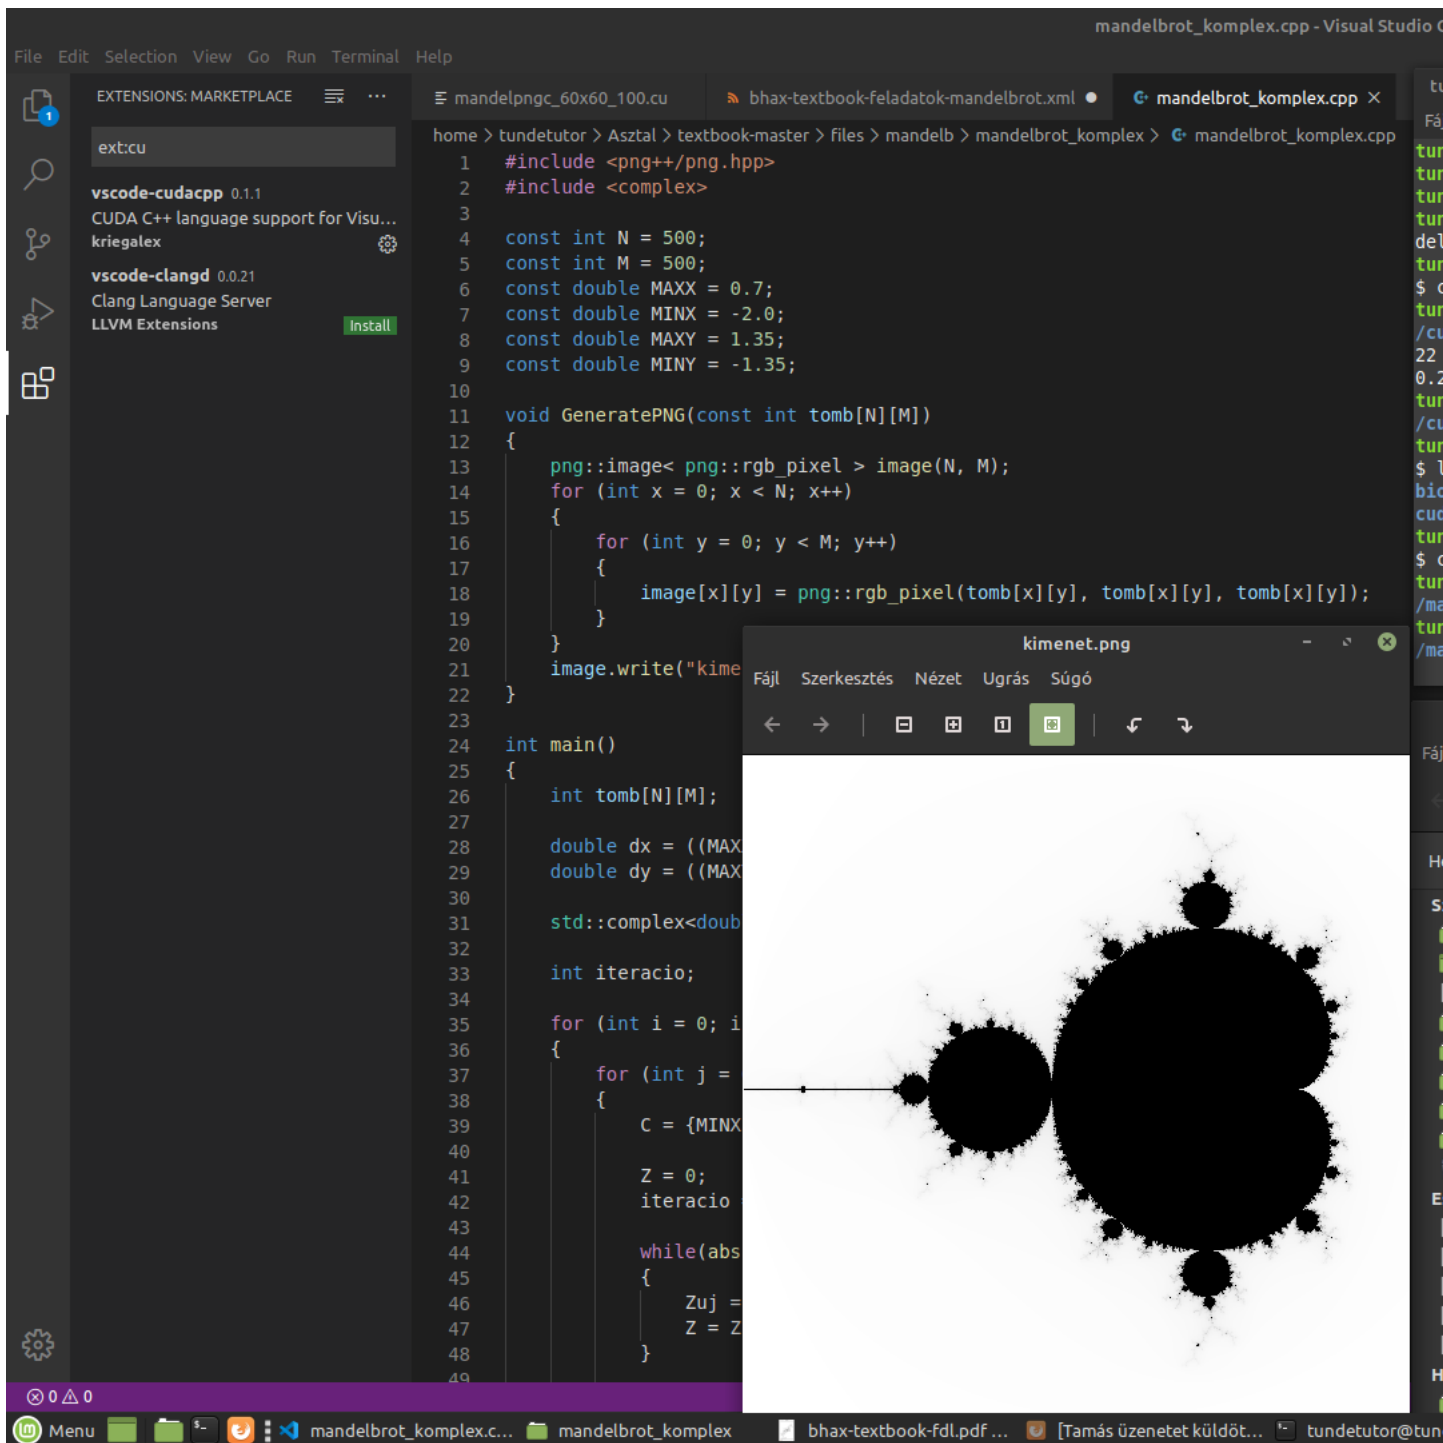 mandelbrot_komplex.cpp - Visual Studio
File Edit Selection View Go Run Terminal Help
EXTENSIONS: MARKETPLACE
ext:cu
vscode-cudacpp 0.1.1
CUDA C++ language support for Visu...
kriegalex
vscode-clangd 0.0.21
Clang Language Server
LLVM Extensions Install
1
mandelpngc_60x60_100.cu bhax-textbook-feladatok-mandelbrot.xml mandelbrot_komplex.cpp
home > tundetutor > Asztal > textbook-master > files > mandelb > mandelbrot_komplex > mandelbrot_komplex.cpp
1 #include <png++/png.hpp>
2 #include <complex>
3
4 const int N = 500;
5 const int M = 500;
6 const double MAXX = 0.7;
7 const double MINX = -2.0;
8 const double MAXY = 1.35;
9 const double MINY = -1.35;
10
11 void GeneratePNG(const int tomb[N][M])
12 {
13 png::image< png::rgb_pixel > image(N, M);
14 for (int x = 0; x < N; x++)
15 {
16 for (int y = 0; y < M; y++)
17 {
18 image[x][y] = png::rgb_pixel(tomb[x][y], tomb[x][y], tomb[x][y]);
19 }
20 }
21 image.write("kime
22 }
23
24 int main()
25 {
26 int tomb[N][M];
27
28 double dx = ((MAX
29 double dy = ((MAX
30
31 std::complex<doub
32
33 int iteracio;
34
35 for (int i = 0; i
36 {
37 for (int j =
38 {
39 C = {MINX
40
41 Z = 0;
42 iteracio
43
44 while(abs
45 {
46 Zuj =
47 Z = Z
48 }
49
kimenet.png
Fájl Szerkesztés Nézet Ugrás Súgó
0 0
Menu mandelbrot_komplex.c... mandelbrot_komplex bhax-textbook-fdl.pdf ... [Tamás üzenetet küldöt... tundetutor@tun